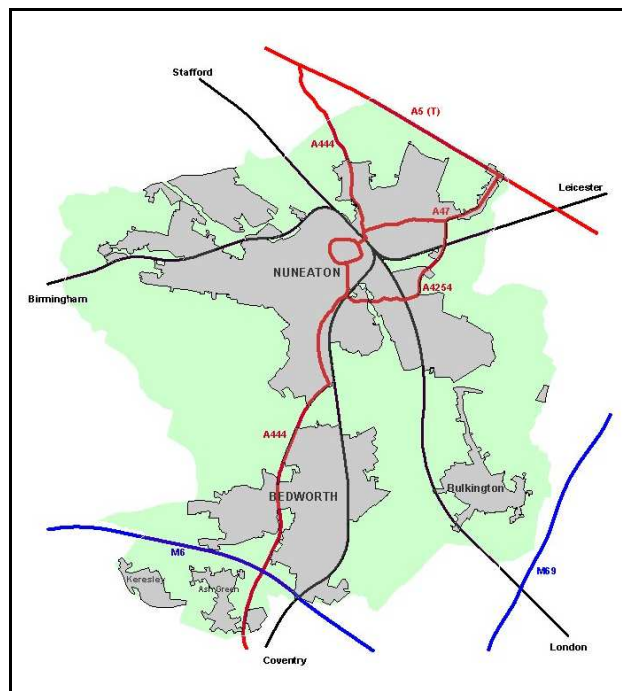 Stafford
A5 (T)
A444
Leicester
A47
NUNEATON
A4254
Birmingham
A444
BEDWORTH
Bulkington
M6
Keresley
Ash Green
M69
London
Coventry